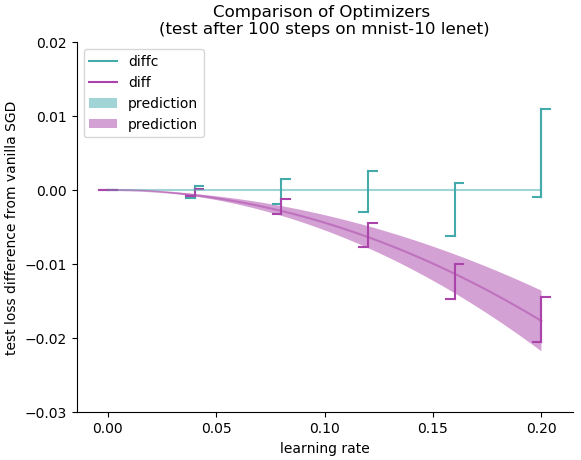 Comparison of Optimizers
(test after 100 steps on mnist-10 lenet)
diffc
diff
prediction
prediction
test loss difference from vanilla SGD
0.02
0.01
0.00
−0.01
−0.02
−0.03
0.00
0.05
0.10
0.15
0.20
learning rate